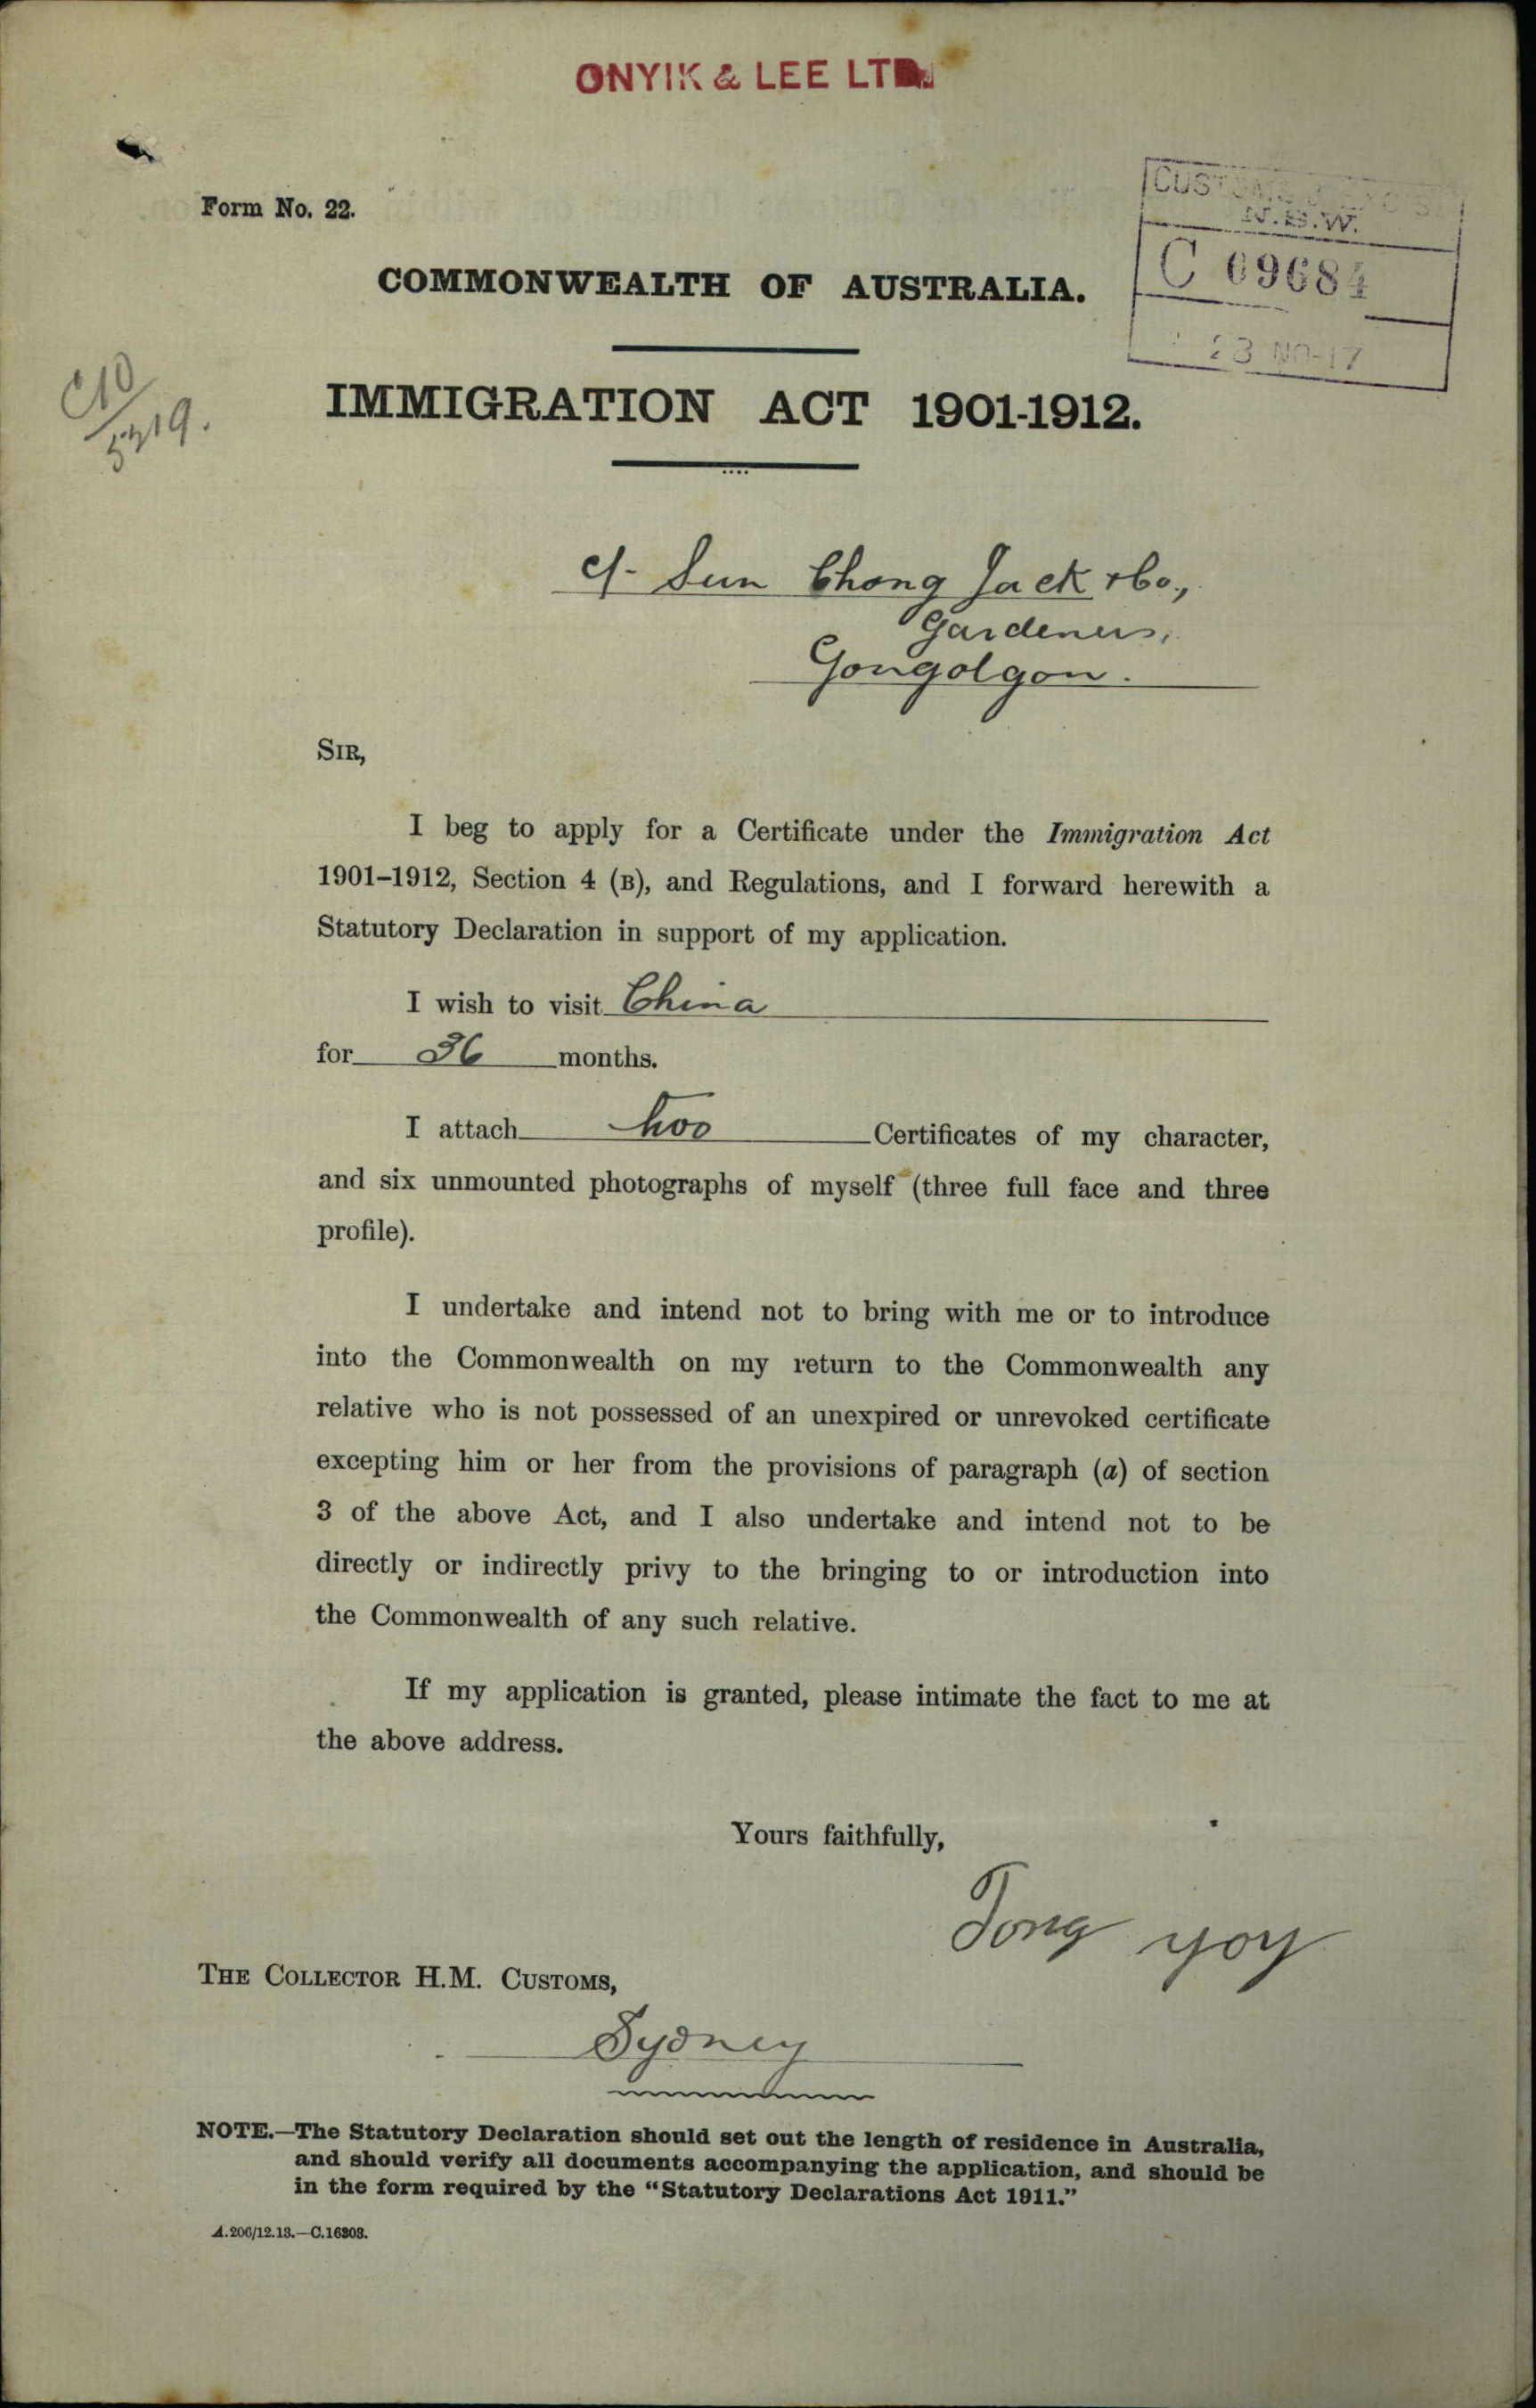 ONYIK & LEE LTD.
Form No. 22.
CUSTOMS & EXCISE
N.S.W.
C 09684
23 NO-17
COMMONWEALTH OF AUSTRALIA.
IMMIGRATION ACT 1901-1912.
C/- Sun Chong Jack & Co.,
Gardeners,
Gongolgon.
SIR,
I beg to apply for a Certificate under the Immigration Act
1901–1912, Section 4 (B), and Regulations, and I forward herewith a
Statutory Declaration in support of my application.
I wish to visit China
for 36 months.
I attach two Certificates of my character,
and six unmounted photographs of myself (three full face and three
profile).
I undertake and intend not to bring with me or to introduce
into the Commonwealth on my return to the Commonwealth any
relative who is not possessed of an unexpired or unrevoked certificate
excepting him or her from the provisions of paragraph (a) of section
3 of the above Act, and I also undertake and intend not to be
directly or indirectly privy to the bringing to or introduction into
the Commonwealth of any such relative.
If my application is granted, please intimate the fact to me at
the above address.
Yours faithfully,
Tong yoy
THE COLLECTOR H.M. CUSTOMS,
Sydney
NOTE.—The Statutory Declaration should set out the length of residence in Australia,
and should verify all documents accompanying the application, and should be
in the form required by the “Statutory Declarations Act 1911.”
A.206/12.13.—C.16303.